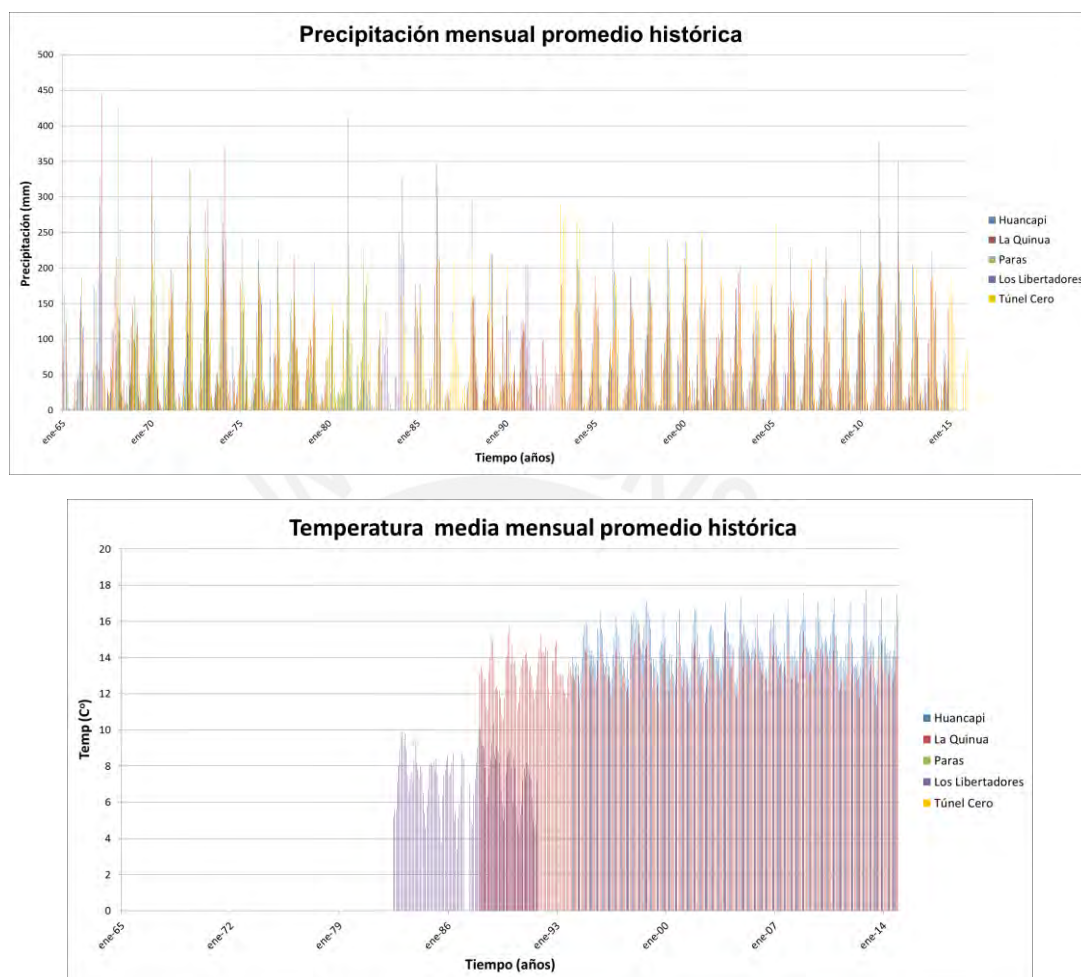 Precipitación mensual promedio histórica
500
450
400
350
300
250
200
150
100
50
0
Precipitación (mm)
ene-65
ene-70
ene-75
ene-80
ene-85
ene-90
ene-95
ene-00
ene-05
ene-10
ene-15
Tiempo (años)
Huancapi
La Quinua
Paras
Los Libertadores
Túnel Cero
Temperatura media mensual promedio histórica
20
18
16
14
12
10
8
6
4
2
0
Temp (Cº)
ene-65
ene-72
ene-79
ene-86
ene-93
ene-00
ene-07
ene-14
Tiempo (años)
Huancapi
La Quinua
Paras
Los Libertadores
Túnel Cero